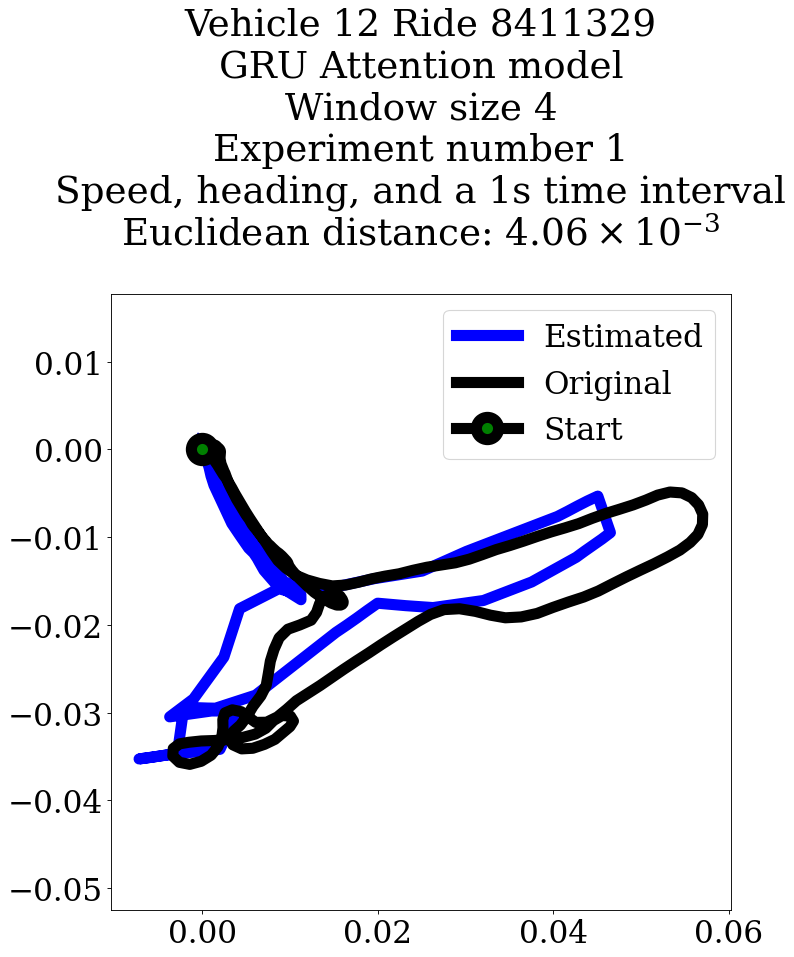 Vehicle 12 Ride 8411329
GRU Attention model
Window size 4
Experiment number 1
Speed, heading, and a 1s time interval
Euclidean distance: 4.06 × 10⁻³
Estimated
Original
Start
0.01
0.00
−0.01
−0.02
−0.03
−0.04
−0.05
0.00 0.02 0.04 0.06